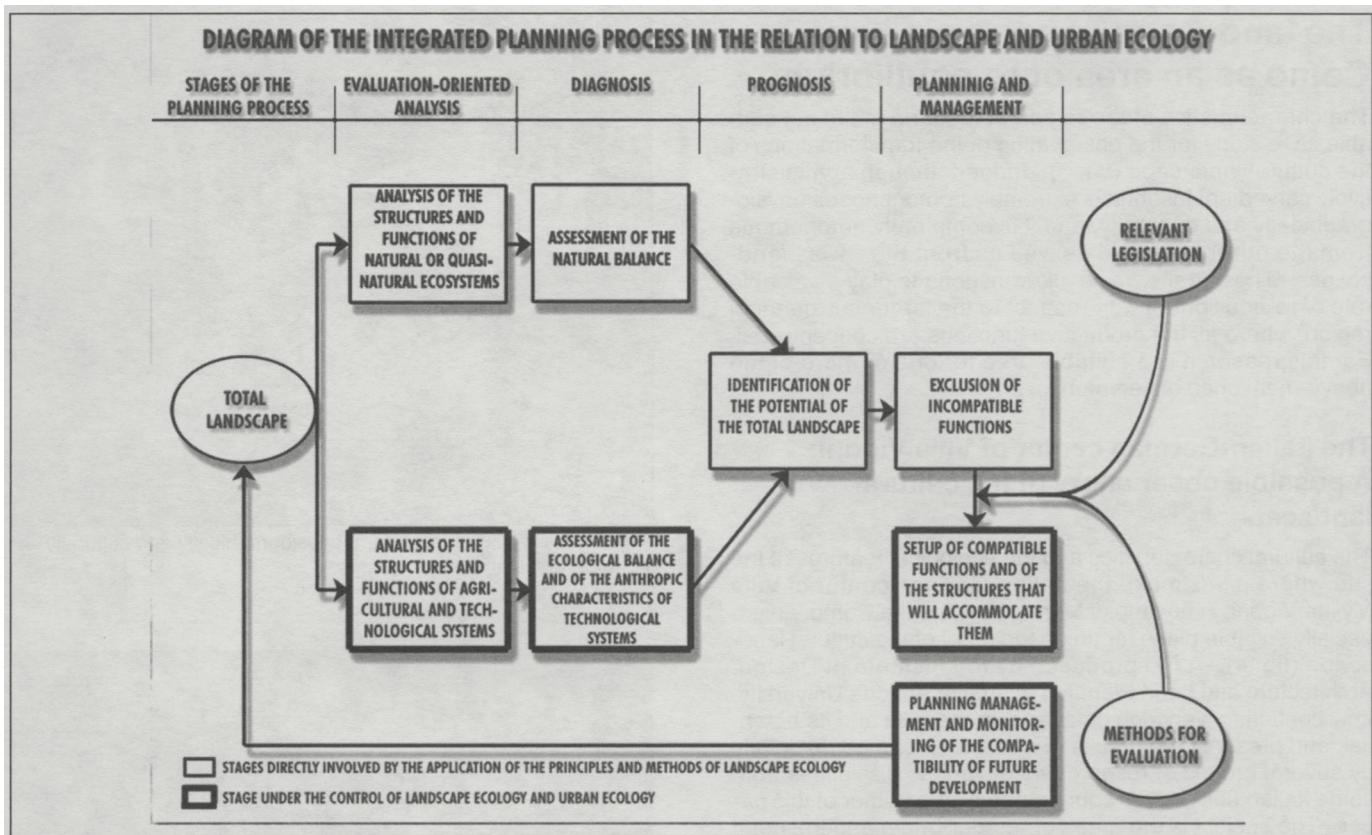 DIAGRAM OF THE INTEGRATED PLANNING PROCESS IN THE RELATION TO LANDSCAPE AND URBAN ECOLOGY
STAGES OF THE
PLANNING PROCESS
EVALUATION-ORIENTED
ANALYSIS
DIAGNOSIS
PROGNOSIS
PLANNINIG AND
MANAGEMENT
ANALYSIS OF THE
STRUCTURES AND
FUNCTIONS OF
NATURAL OR QUASI-
NATURAL ECOSYSTEMS
ASSESSMENT OF THE
NATURAL BALANCE
RELEVANT
LEGISLATION
TOTAL
LANDSCAPE
IDENTIFICATION OF
THE POTENTIAL OF
THE TOTAL LANDSCAPE
EXCLUSION OF
INCOMPATIBLE
FUNCTIONS
ANALYSIS OF THE
STRUCTURES AND
FUNCTIONS OF AGRI-
CULTURAL AND TECH-
NOLOGICAL SYSTEMS
ASSESSMENT OF THE
ECOLOGICAL BALANCE
AND OF THE ANTHROPIC
CHARACTERISTICS OF
TECHNOLOGICAL
SYSTEMS
SETUP OF COMPATIBLE
FUNCTIONS AND OF
THE STRUCTURES THAT
WILL ACCOMMODATE
THEM
PLANNING MANAGE-
MENT AND MONITOR-
ING OF THE COMPA-
TIBILITY OF FUTURE
DEVELOPMENT
METHODS FOR
EVALUATION
STAGES DIRECTLY INVOLVED BY THE APPLICATION OF THE PRINCIPLES AND METHODS OF LANDSCAPE ECOLOGY
STAGE UNDER THE CONTROL OF LANDSCAPE ECOLOGY AND URBAN ECOLOGY